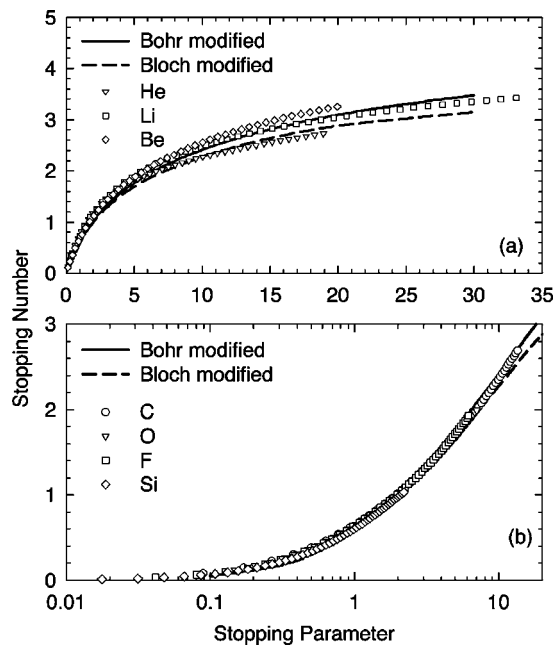 Stopping Number
5
4
3
2
1
0
Bohr modified
Bloch modified
He
Li
Be
(a)
0 5 10 15 20 25 30 35
3
2
1
0
Bohr modified
Bloch modified
C
O
F
Si
(b)
0.01 0.1 1 10
Stopping Parameter